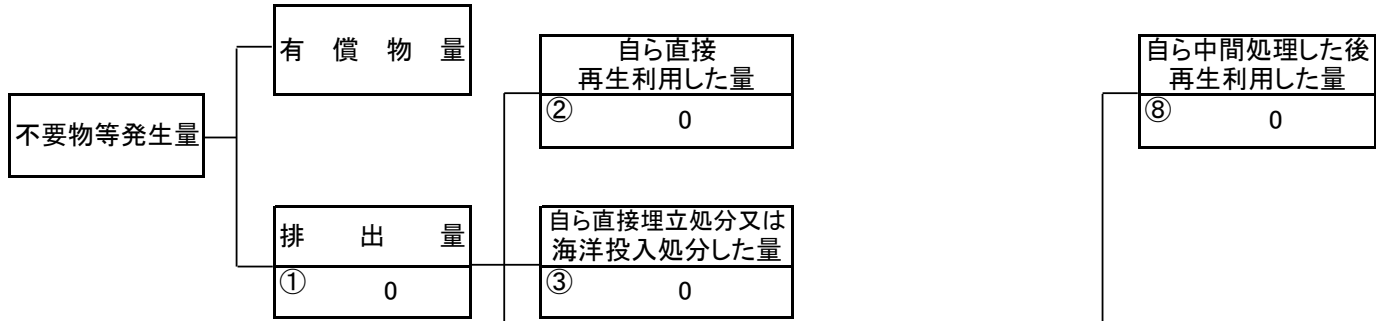 有償物量
自ら直接
再生利用した量
② 0
自ら中間処理した後
再生利用した量
⑧ 0
不要物等発生量
排出量
① 0
自ら直接埋立処分又は
海洋投入処分した量
③ 0